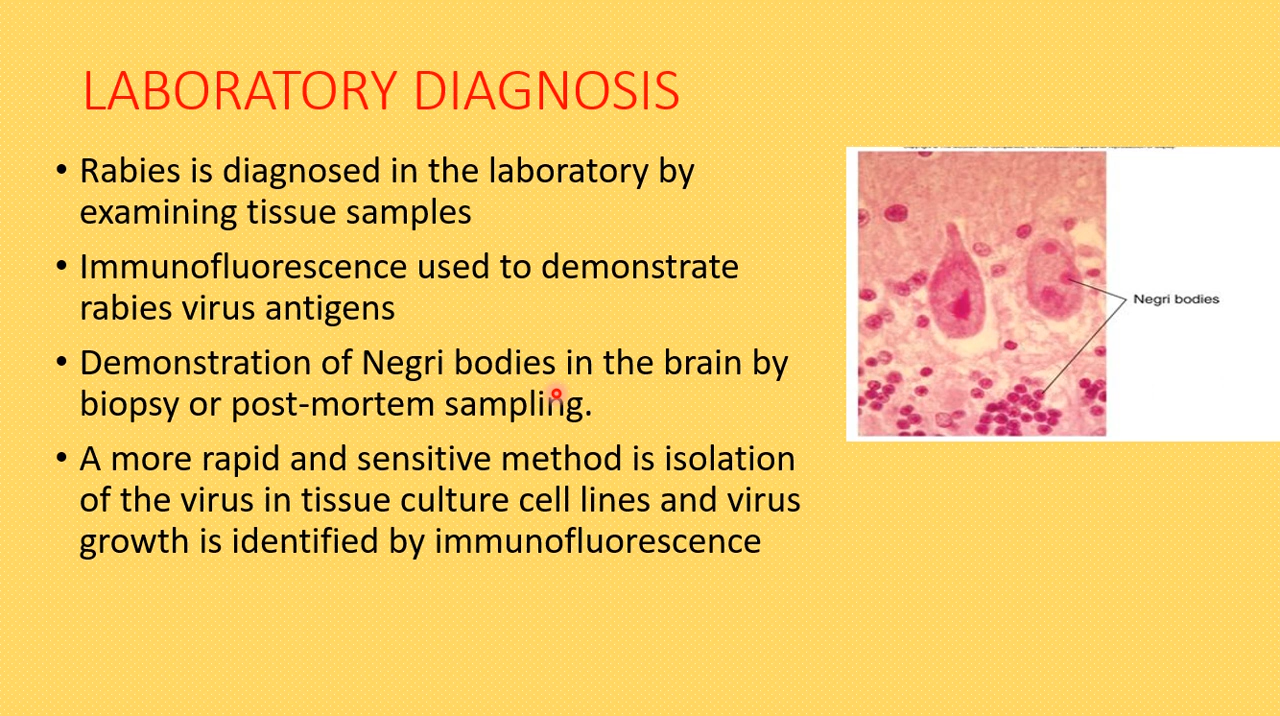 LABORATORY DIAGNOSIS
• Rabies is diagnosed in the laboratory by
examining tissue samples
• Immunofluorescence used to demonstrate
rabies virus antigens
• Demonstration of Negri bodies in the brain by
biopsy or post-mortem sampling.
• A more rapid and sensitive method is isolation
of the virus in tissue culture cell lines and virus
growth is identified by immunofluorescence
Negri bodies